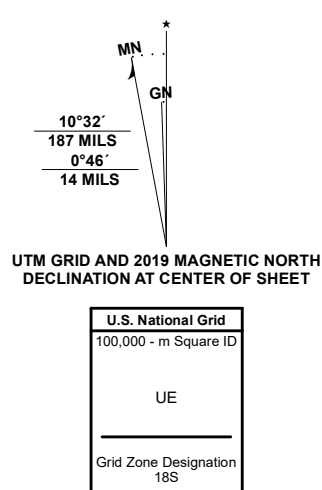 ★
MN
GN
10°32´
187 MILS
0°46´
14 MILS
UTM GRID AND 2019 MAGNETIC NORTH
DECLINATION AT CENTER OF SHEET
U.S. National Grid
100,000 - m Square ID
UE
Grid Zone Designation
18S